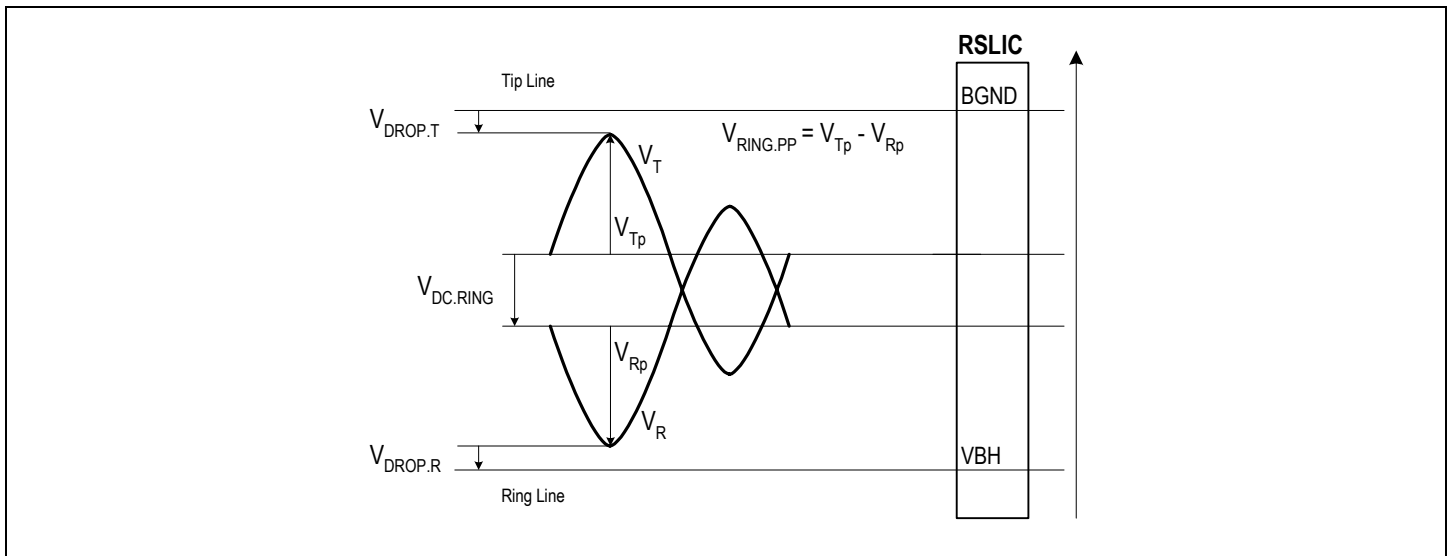 RSLIC
Tip Line
BGND
V_DROP.T
V_RING.PP = V_Tp - V_Rp
V_T
V_Tp
V_DC.RING
V_Rp
V_R
V_DROP.R
VBH
Ring Line